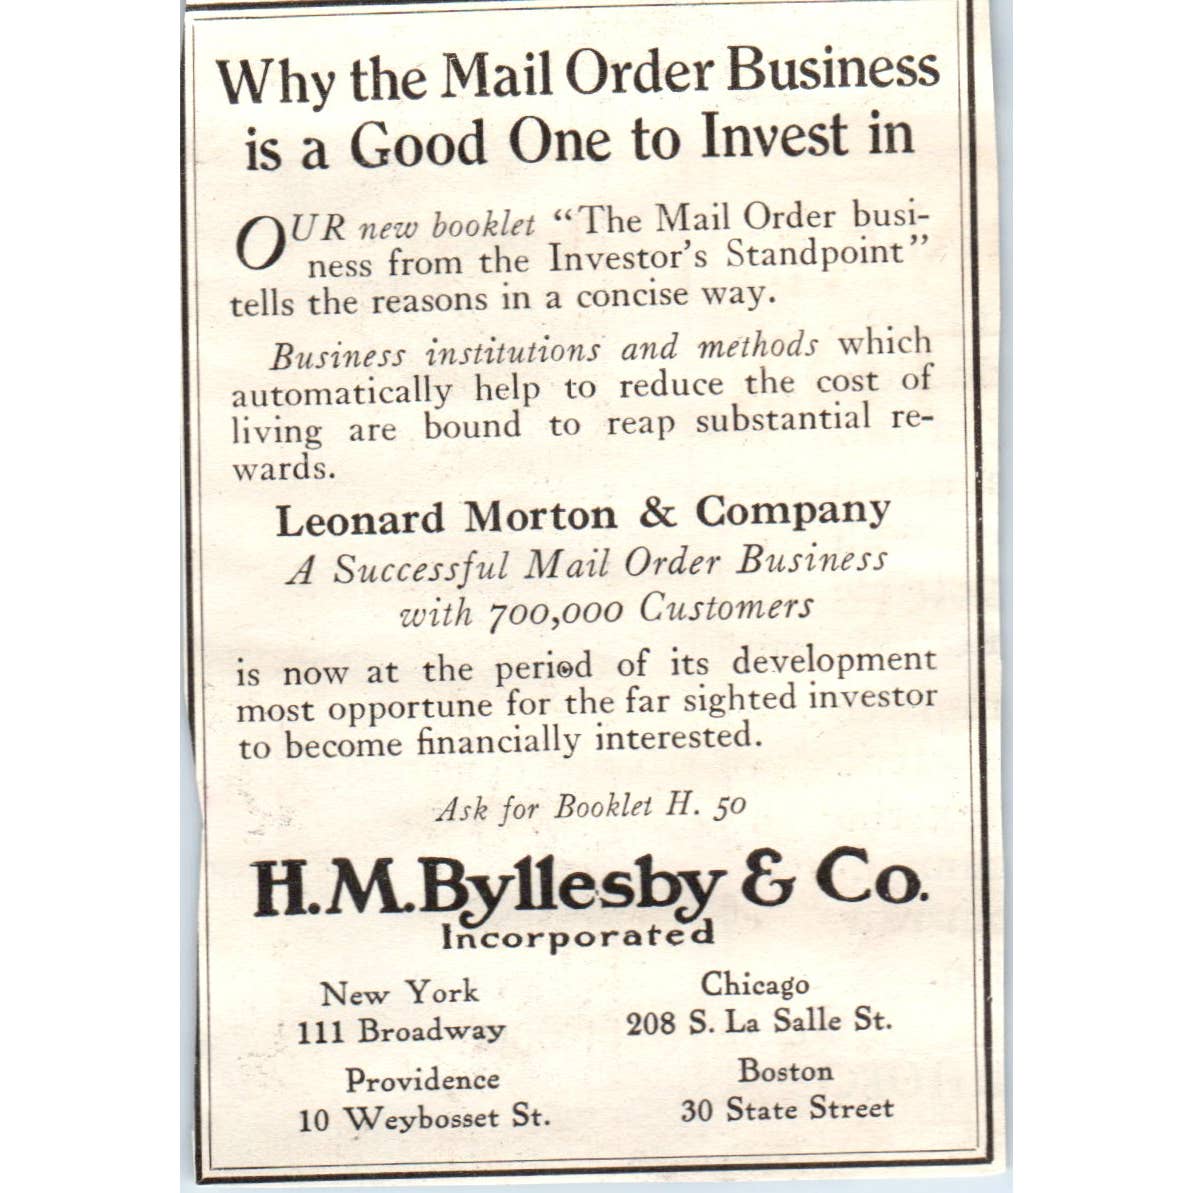 Why the Mail Order Business
is a Good One to Invest in
OUR new booklet “The Mail Order busi-
ness from the Investor’s Standpoint”
tells the reasons in a concise way.
Business institutions and methods which
automatically help to reduce the cost of
living are bound to reap substantial re-
wards.
Leonard Morton & Company
A Successful Mail Order Business
with 700,000 Customers
is now at the period of its development
most opportune for the far sighted investor
to become financially interested.
Ask for Booklet H. 50
H.M.Byllesby & Co.
Incorporated
New York
111 Broadway
Chicago
208 S. La Salle St.
Providence
10 Weybosset St.
Boston
30 State Street